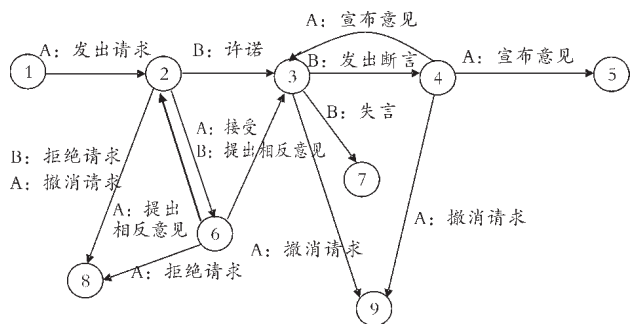 A：宣布意见
A：发出请求
B：许诺
B：发出断言
A：宣布意见
1
2
3
4
5
A：接受
B：失言
B：提出相反意见
B：拒绝请求
A：撤消请求
7
A：提出
相反意见
6
A：撤消请求
A：撤消请求
A：拒绝请求
8
9